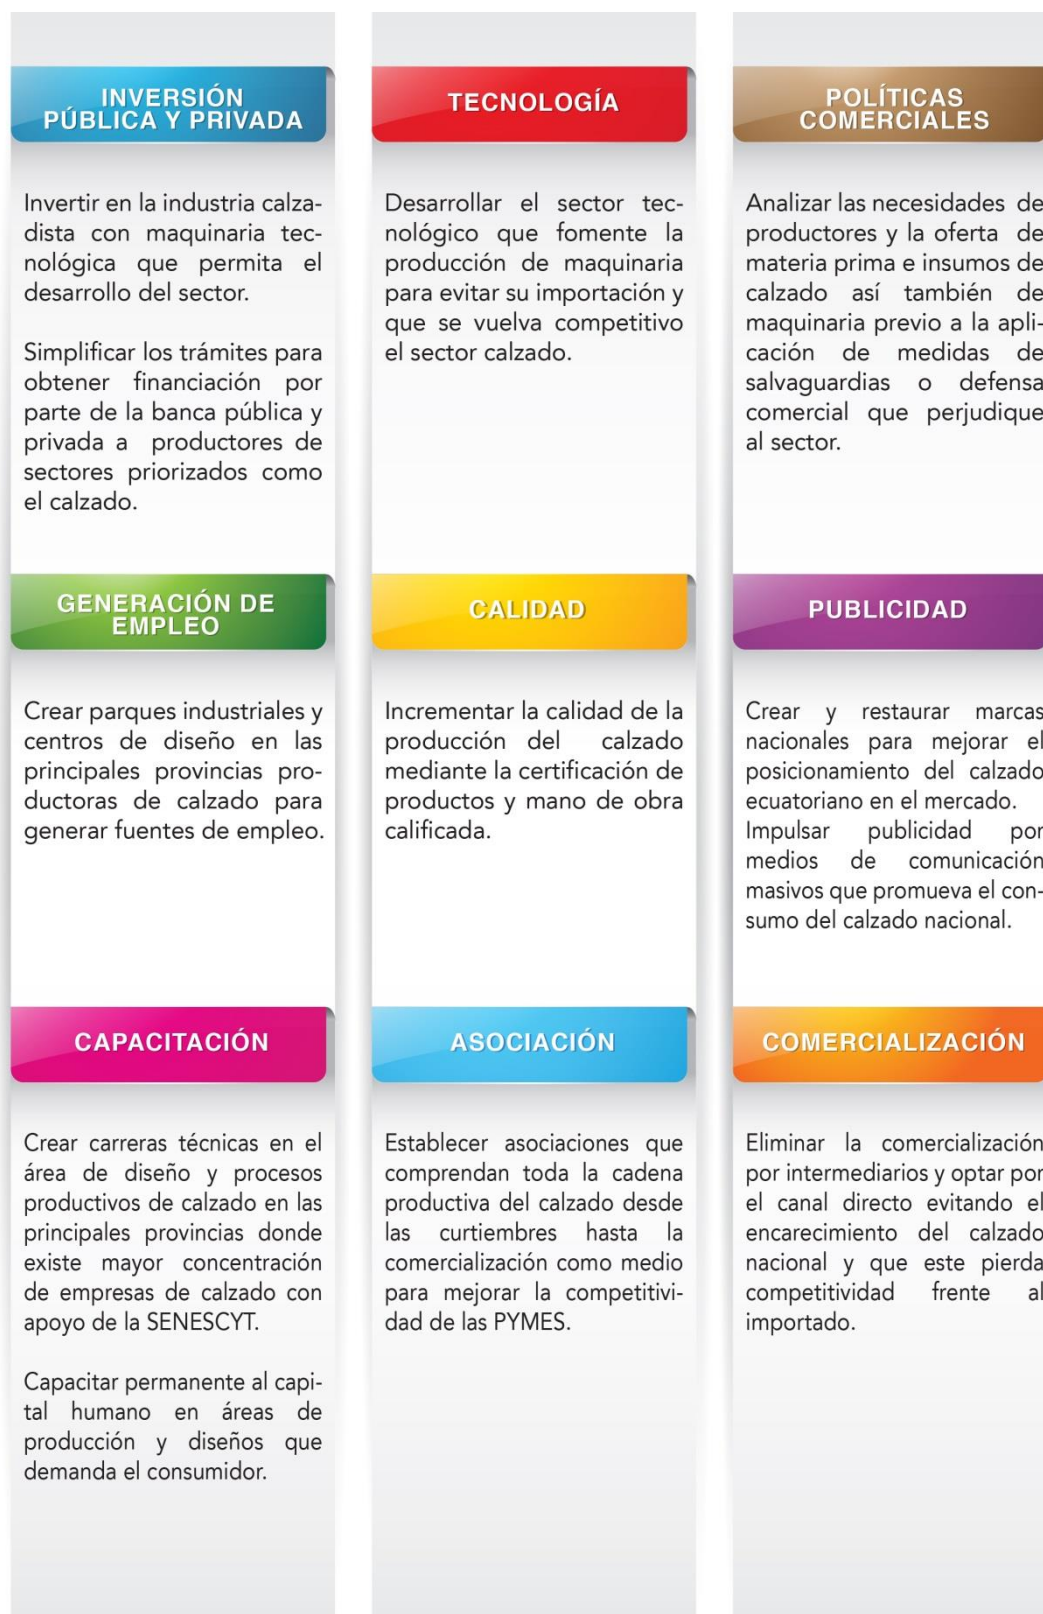 INVERSIÓN
PÚBLICA Y PRIVADA
Invertir en la industria calza-
dista con maquinaria tec-
nológica que permita el
desarrollo del sector.
Simplificar los trámites para
obtener financiación por
parte de la banca pública y
privada a productores de
sectores priorizados como
el calzado.
TECNOLOGÍA
Desarrollar el sector tec-
nológico que fomente la
producción de maquinaria
para evitar su importación y
que se vuelva competitivo
el sector calzado.
POLÍTICAS
COMERCIALES
Analizar las necesidades de
productores y la oferta de
materia prima e insumos de
calzado así también de
maquinaria previo a la apli-
cación de medidas de
salvaguardias o defensa
comercial que perjudique
al sector.
GENERACIÓN DE
EMPLEO
Crear parques industriales y
centros de diseño en las
principales provincias pro-
ductoras de calzado para
generar fuentes de empleo.
CALIDAD
Incrementar la calidad de la
producción del calzado
mediante la certificación de
productos y mano de obra
calificada.
PUBLICIDAD
Crear y restaurar marcas
nacionales para mejorar el
posicionamiento del calzado
ecuatoriano en el mercado.
Impulsar publicidad por
medios de comunicación
masivos que promueva el con-
sumo del calzado nacional.
CAPACITACIÓN
Crear carreras técnicas en el
área de diseño y procesos
productivos de calzado en las
principales provincias donde
existe mayor concentración
de empresas de calzado con
apoyo de la SENESCYT.
Capacitar permanente al capi-
tal humano en áreas de
producción y diseños que
demanda el consumidor.
ASOCIACIÓN
Establecer asociaciones que
comprendan toda la cadena
productiva del calzado desde
las curtiembres hasta la
comercialización como medio
para mejorar la competitivi-
dad de las PYMES.
COMERCIALIZACIÓN
Eliminar la comercialización
por intermediarios y optar por
el canal directo evitando el
encarecimiento del calzado
nacional y que este pierda
competitividad frente al
importado.